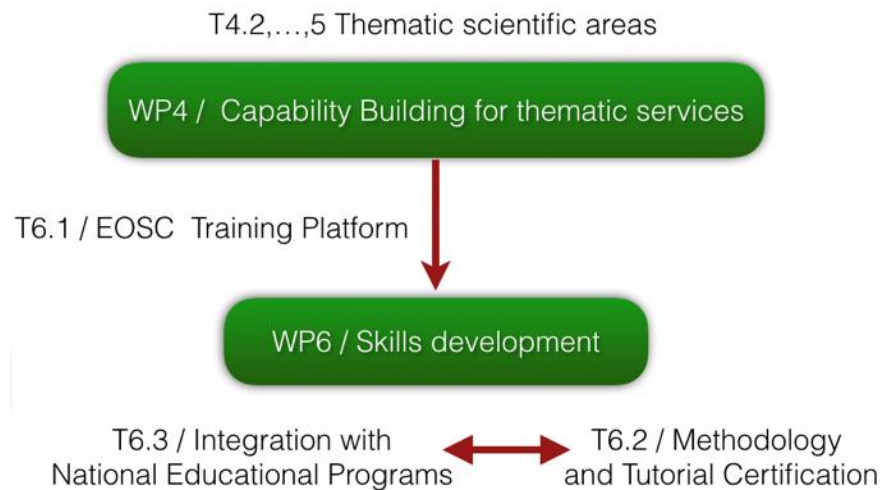 T4.2,...,5 Thematic scientific areas
WP4 / Capability Building for thematic services
T6.1 / EOSC Training Platform
WP6 / Skills development
T6.3 / Integration with
National Educational Programs
T6.2 / Methodology
and Tutorial Certification